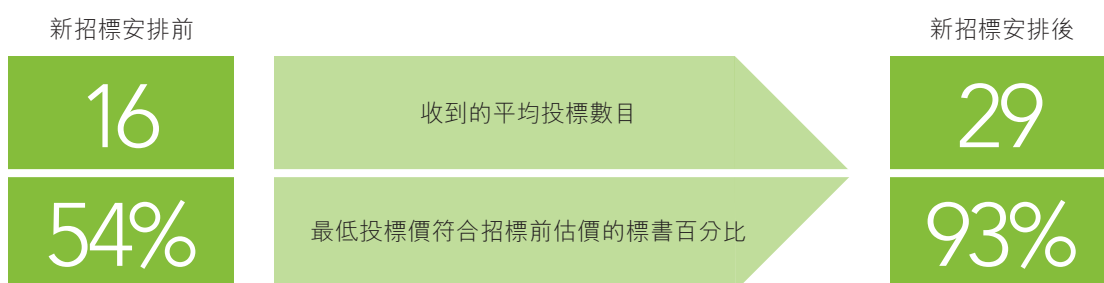 新招標安排前
新招標安排後
16
收到的平均投標數目
29
54%
最低投標價符合招標前估價的標書百分比
93%